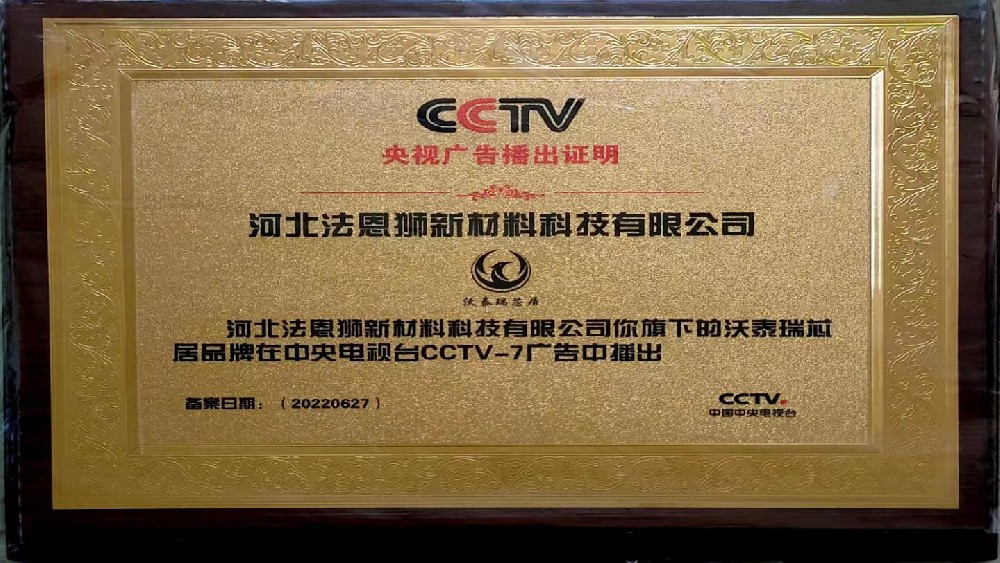 CCTV
央视广告播出证明
河北法恩狮新材料科技有限公司
沃泰瑞芯居
河北法恩狮新材料科技有限公司你旗下的沃泰瑞芯
居品牌在中央电视台CCTV-7广告中播出
备案日期：（20220627）
CCTV.
中国中央电视台